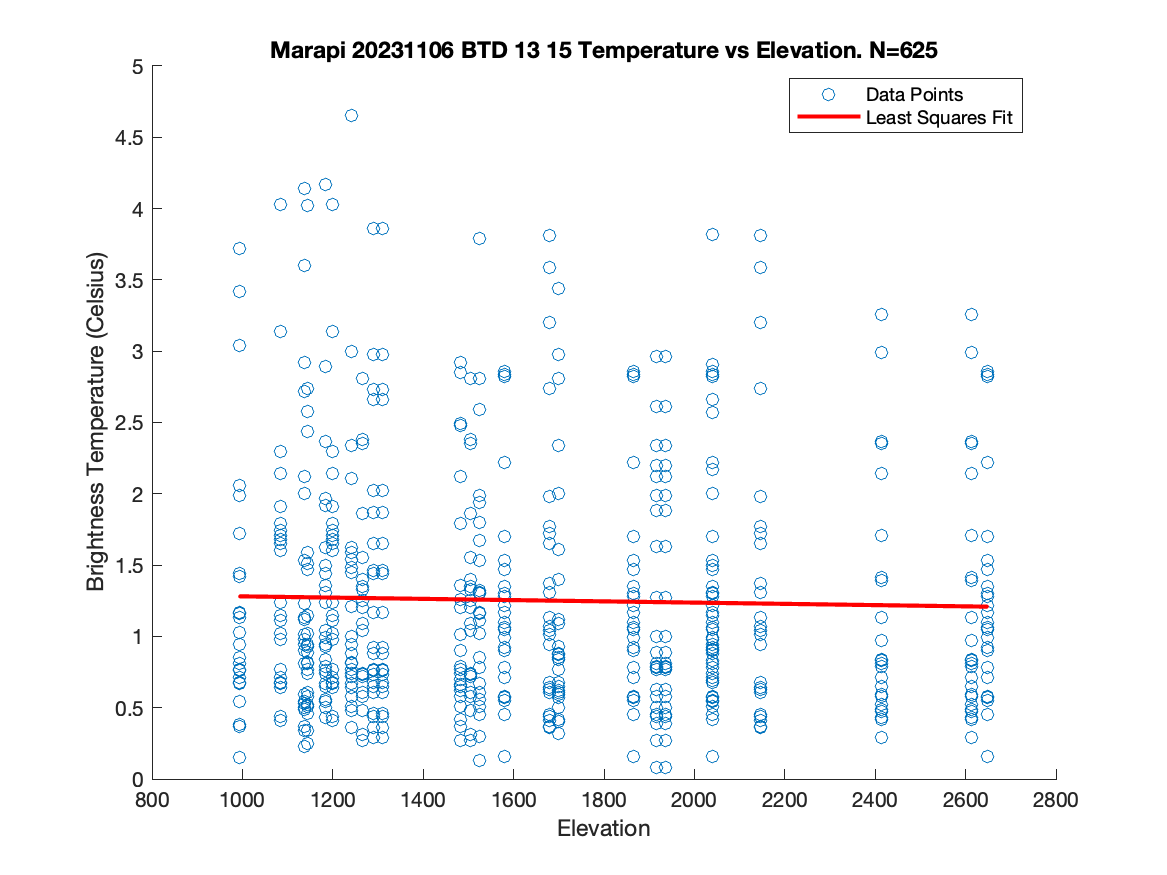 Marapi 20231106 BTD 13 15 Temperature vs Elevation. N=625
Data Points
Least Squares Fit
Brightness Temperature (Celsius)
5
4.5
4
3.5
3
2.5
2
1.5
1
0.5
0
800 1000 1200 1400 1600 1800 2000 2200 2400 2600 2800
Elevation